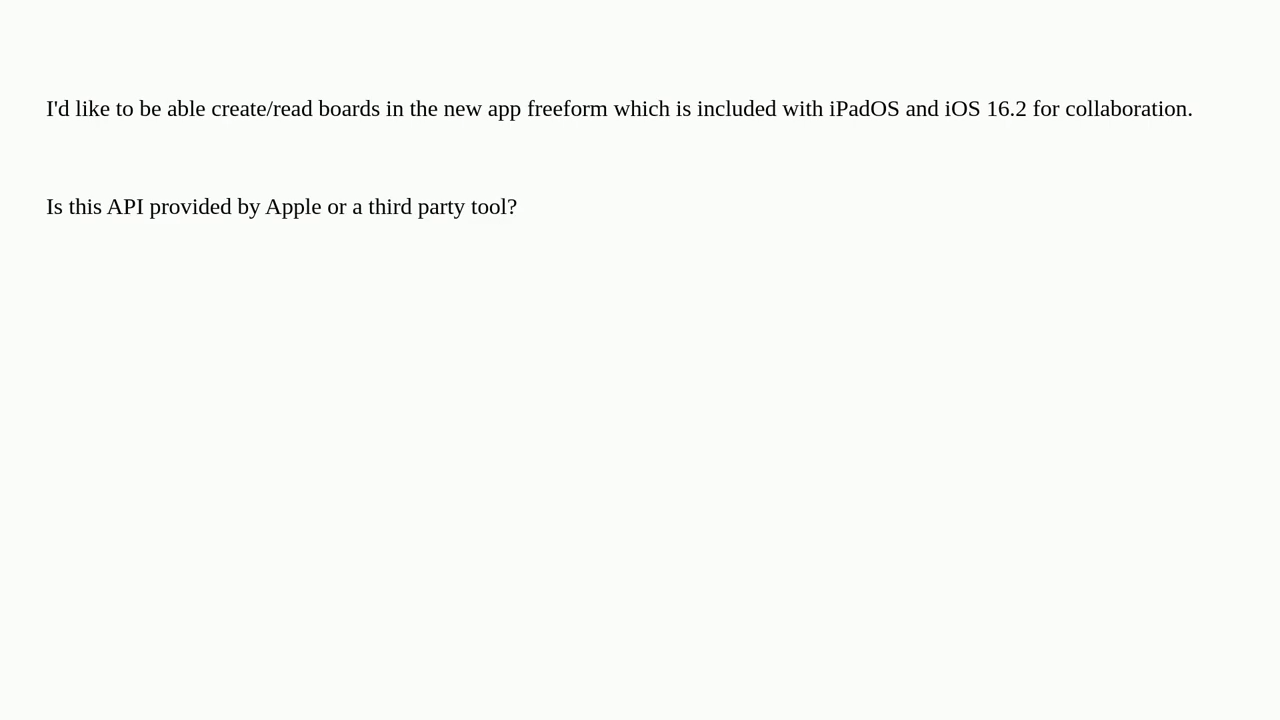 I'd like to be able create/read boards in the new app freeform which is included with iPadOS and iOS 16.2 for collaboration.
Is this API provided by Apple or a third party tool?